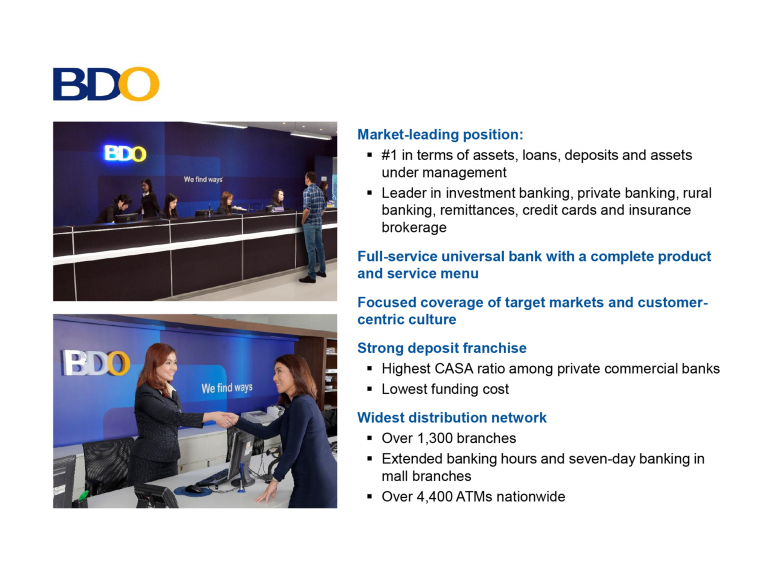 BDO
BDO
We find ways
BDO
We find ways
Market-leading position:
▪ #1 in terms of assets, loans, deposits and assets
under management
▪ Leader in investment banking, private banking, rural
banking, remittances, credit cards and insurance
brokerage
Full-service universal bank with a complete product
and service menu
Focused coverage of target markets and customer-
centric culture
Strong deposit franchise
▪ Highest CASA ratio among private commercial banks
▪ Lowest funding cost
Widest distribution network
▪ Over 1,300 branches
▪ Extended banking hours and seven-day banking in
mall branches
▪ Over 4,400 ATMs nationwide